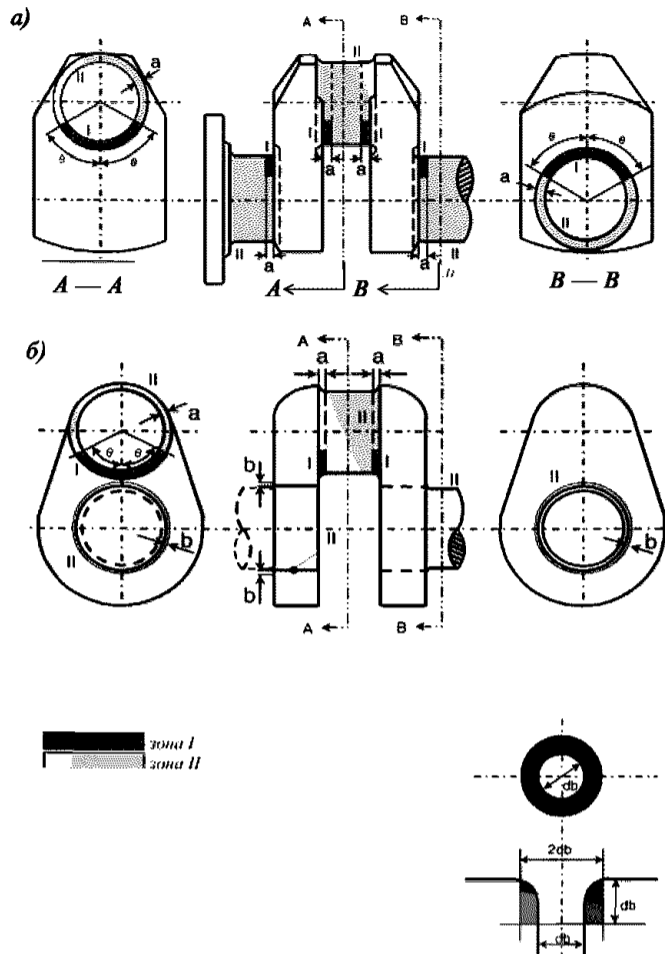 а)
A B
II II
a I I θ θ
θ θ I I I I a
a a II
II a a II
A — A A B B — B
б)
A B
II a a
a II
θ θ I I
I b II
II b II b
b
A B
зона I
зона II
db
2db
db
db